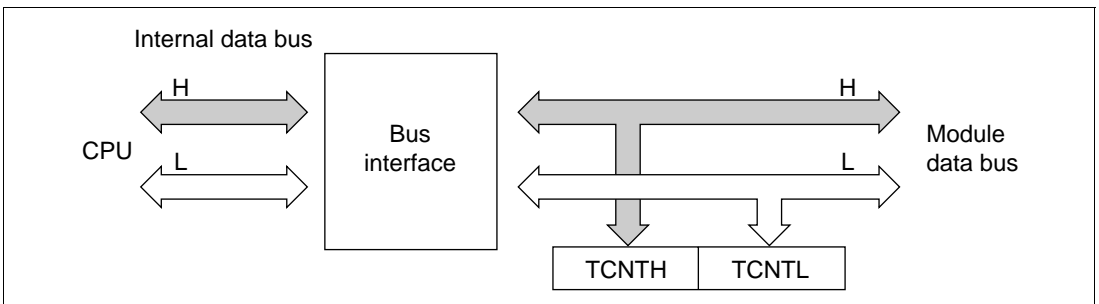 Internal data bus
H
H
CPU
Bus
interface
Module
data bus
L
L
TCNTH
TCNTL